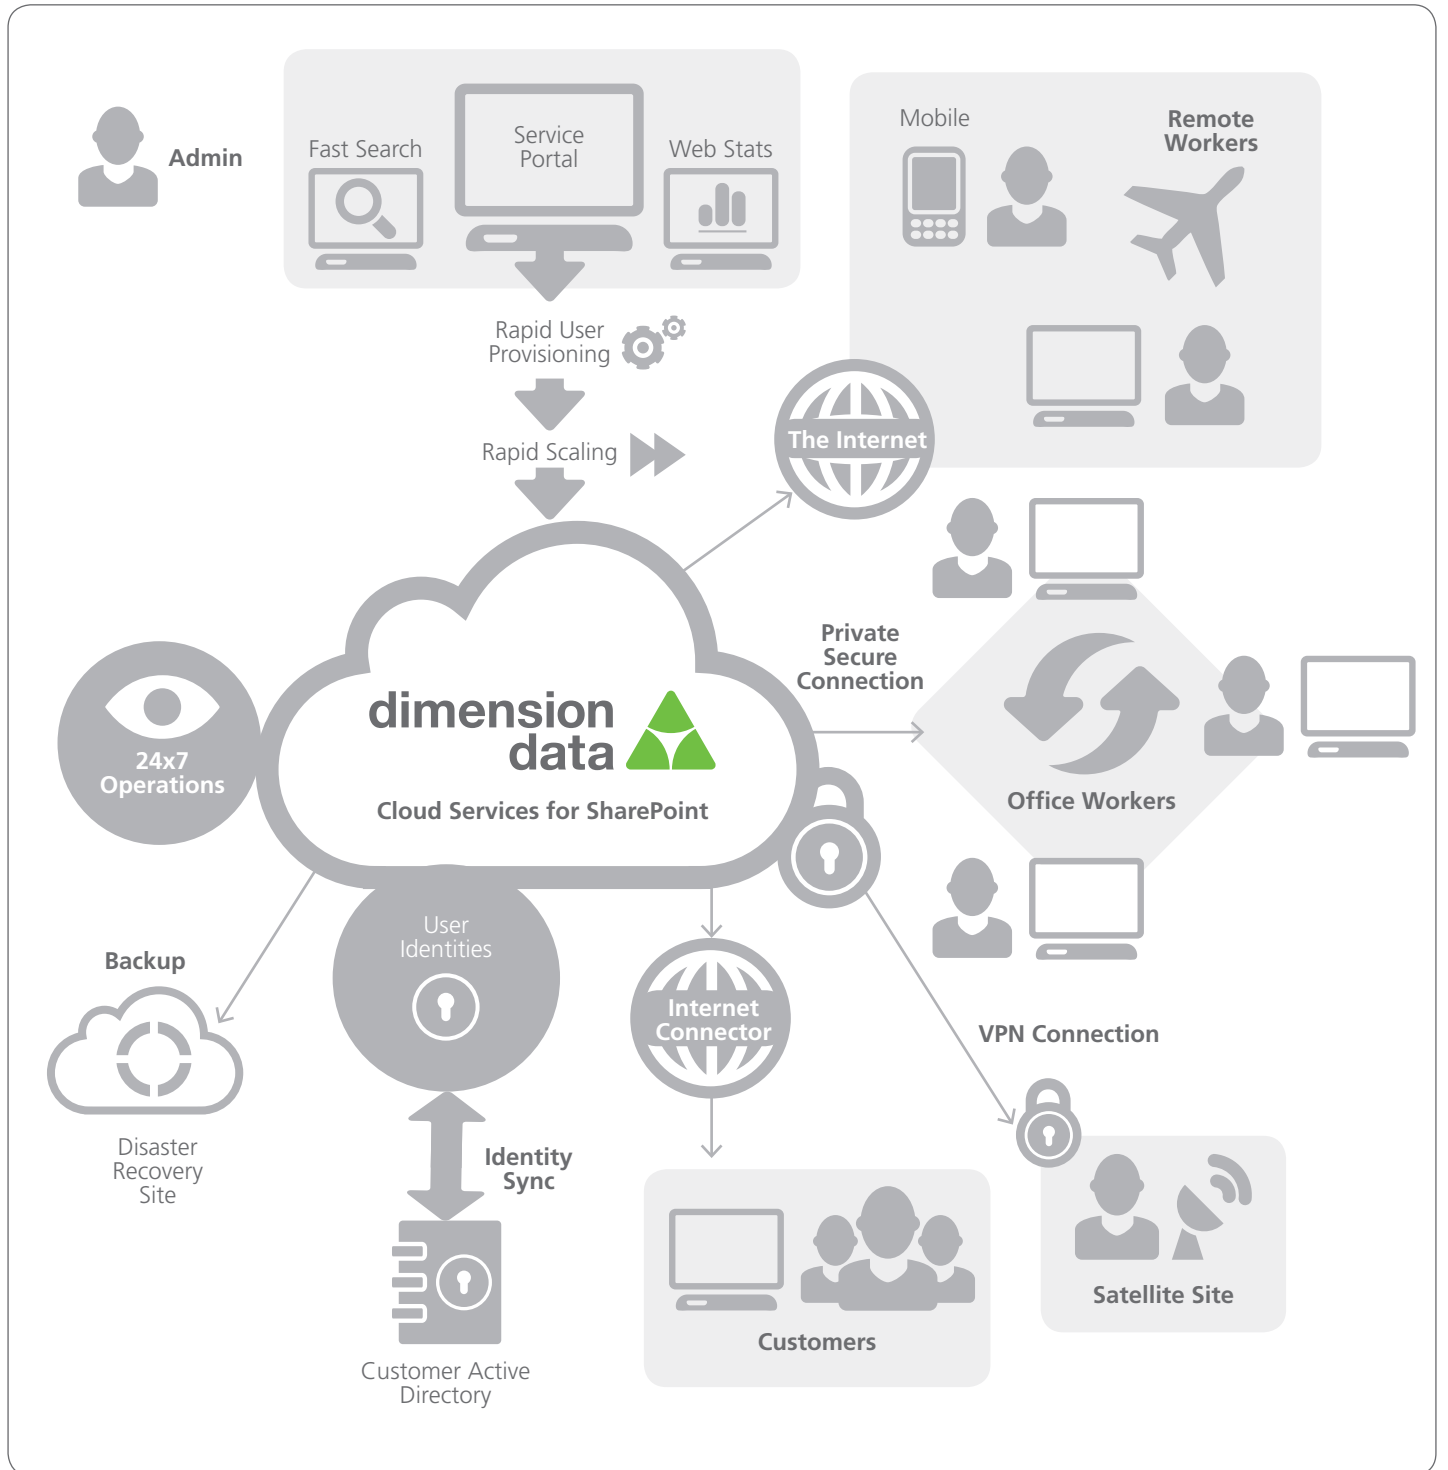 Admin
Fast Search
Service
Portal
Web Stats
Mobile
Remote
Workers
Rapid User
Provisioning
Rapid Scaling
The Internet
Private
Secure
Connection
24x7
Operations
dimension
data
Cloud Services for SharePoint
Office Workers
User
Identities
Backup
Internet
Connector
VPN Connection
Disaster
Recovery
Site
Identity
Sync
Satellite Site
Customers
Customer Active
Directory